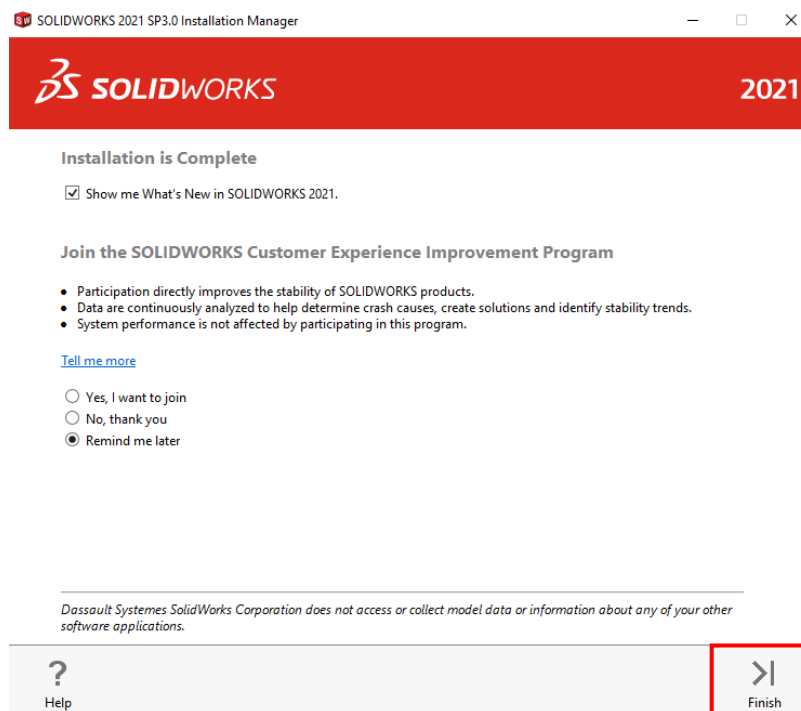 SOLIDWORKS 2021 SP3.0 Installation Manager
SOLIDWORKS 2021
Installation is Complete
Show me What's New in SOLIDWORKS 2021.
Join the SOLIDWORKS Customer Experience Improvement Program
Participation directly improves the stability of SOLIDWORKS products.
Data are continuously analyzed to help determine crash causes, create solutions and identify stability trends.
System performance is not affected by participating in this program.
Tell me more
Yes, I want to join
No, thank you
Remind me later
Dassault Systemes SolidWorks Corporation does not access or collect model data or information about any of your other
software applications.
?
Help
Finish